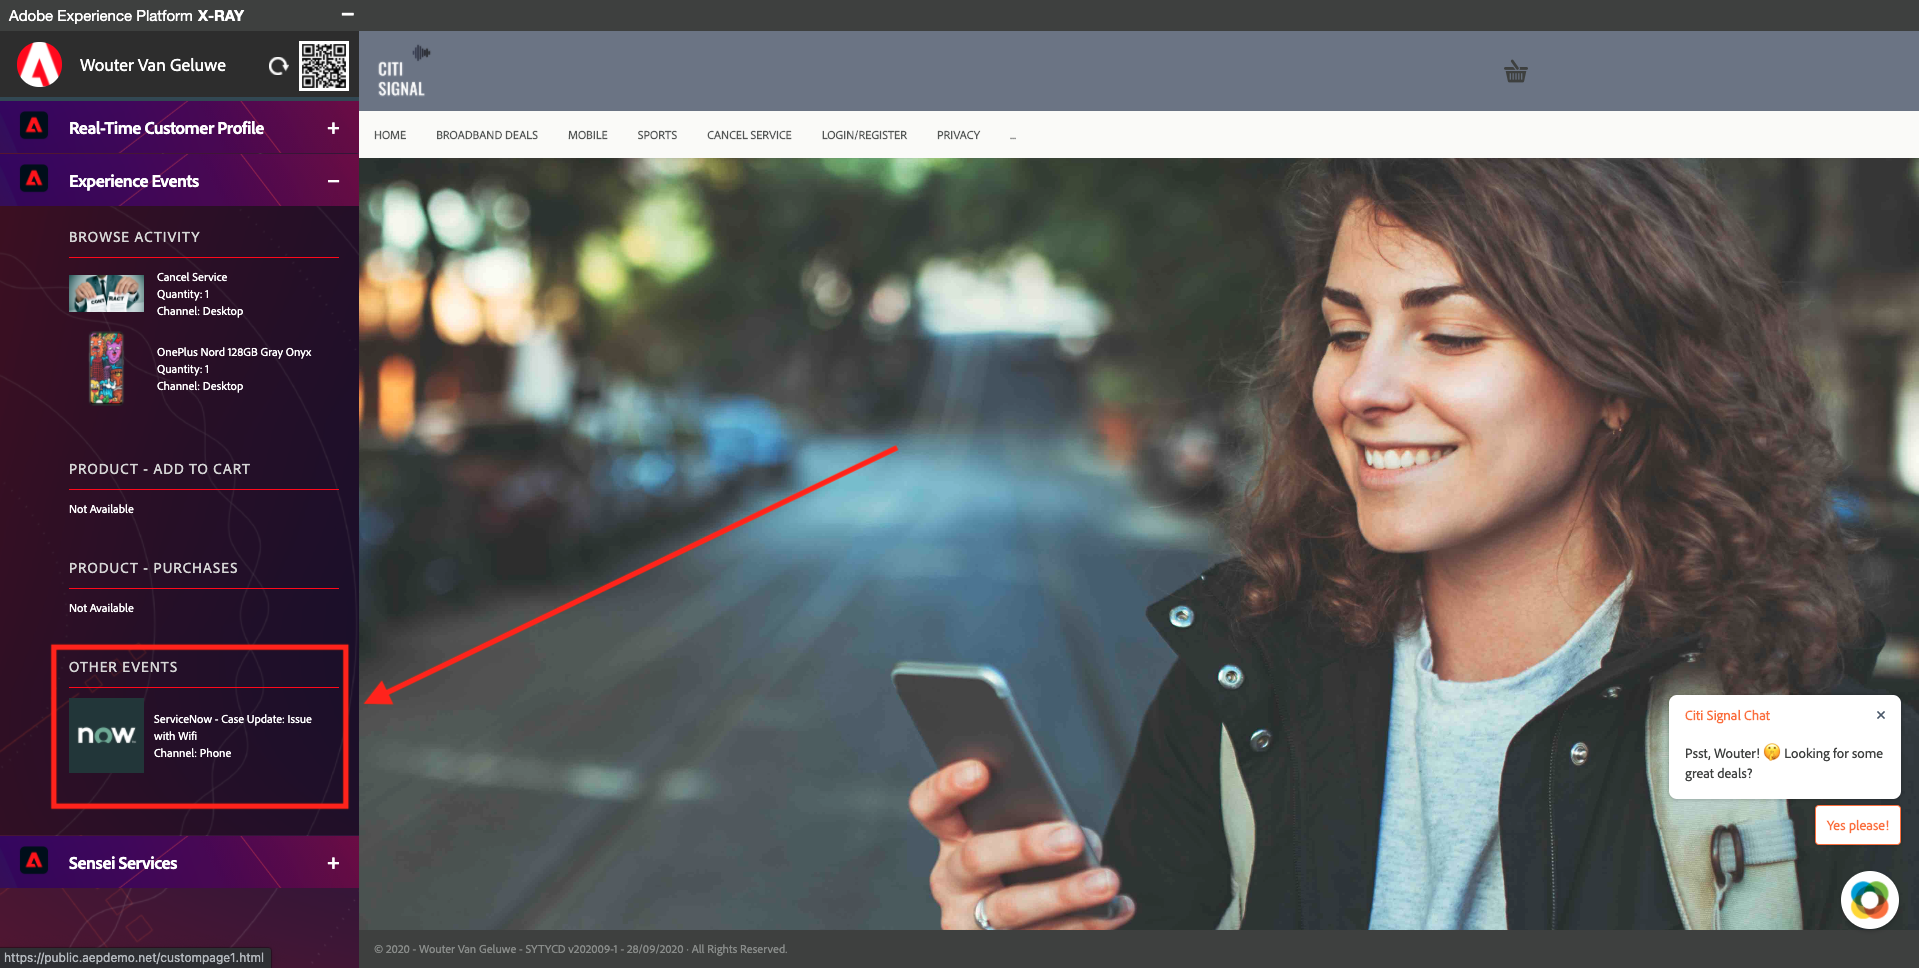 Adobe Experience Platform X-RAY
Wouter Van Geluwe
Real-Time Customer Profile
Experience Events
BROWSE ACTIVITY
CONTRACT
Cancel Service
Quantity: 1
Channel: Desktop
OnePlus Nord 128GB Gray Onyx
Quantity: 1
Channel: Desktop
PRODUCT - ADD TO CART
Not Available
PRODUCT - PURCHASES
Not Available
OTHER EVENTS
now.
ServiceNow - Case Update: Issue
with Wifi
Channel: Phone
Sensei Services
https://public.aepdemo.net/custompage1.html
CITI
SIGNAL
HOME BROADBAND DEALS MOBILE SPORTS CANCEL SERVICE LOGIN/REGISTER PRIVACY ...
Citi Signal Chat
Psst, Wouter! 🤫 Looking for some
great deals?
Yes please!
© 2020 - Wouter Van Geluwe - SYTYCD v202009-1 - 28/09/2020 · All Rights Reserved.